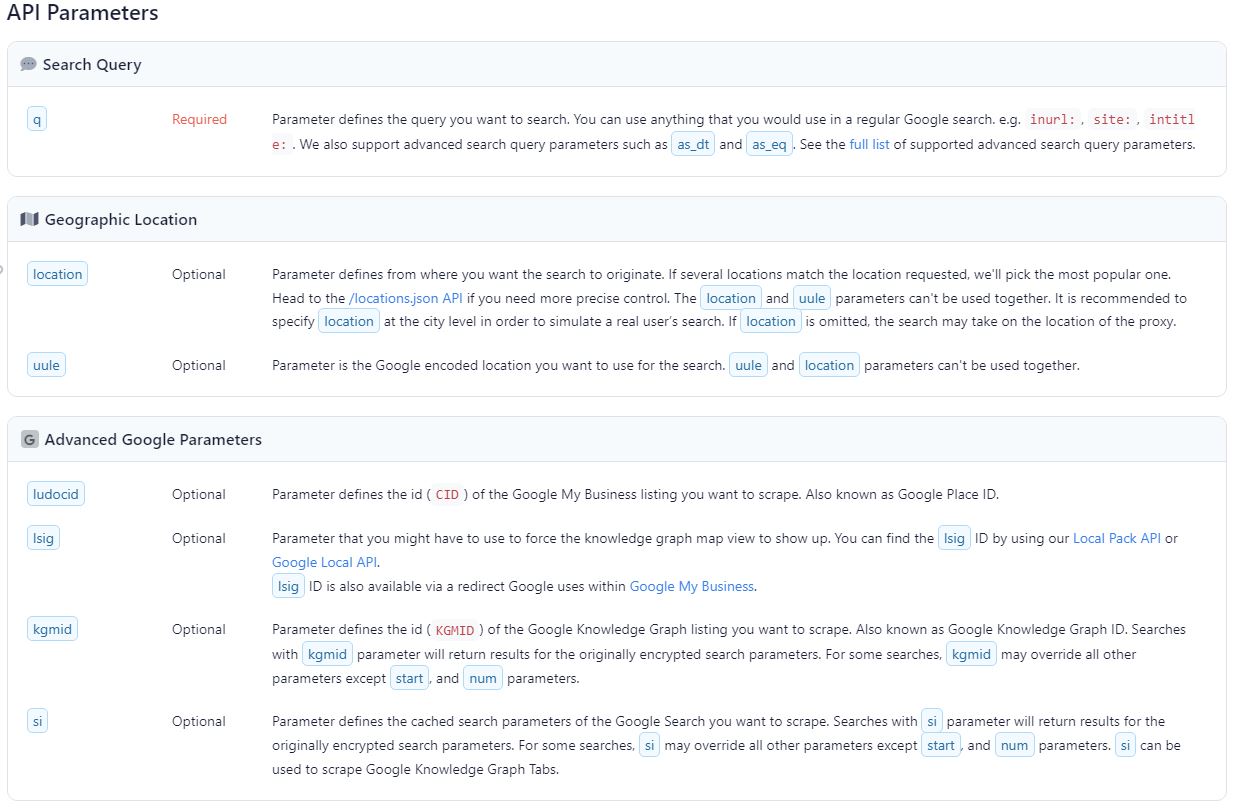 API Parameters
Search Query
q Required Parameter defines the query you want to search. You can use anything that you would use in a regular Google search. e.g. inurl:, site:, intitl
e: . We also support advanced search query parameters such as as_dt and as_eq. See the full list of supported advanced search query parameters.
Geographic Location
location Optional Parameter defines from where you want the search to originate. If several locations match the location requested, we'll pick the most popular one.
Head to the /locations.json API if you need more precise control. The location and uule parameters can't be used together. It is recommended to
specify location at the city level in order to simulate a real user's search. If location is omitted, the search may take on the location of the proxy.
uule Optional Parameter is the Google encoded location you want to use for the search. uule and location parameters can't be used together.
G Advanced Google Parameters
ludocid Optional Parameter defines the id ( CID ) of the Google My Business listing you want to scrape. Also known as Google Place ID.
lsig Optional Parameter that you might have to use to force the knowledge graph map view to show up. You can find the lsig ID by using our Local Pack API or
Google Local API.
lsig ID is also available via a redirect Google uses within Google My Business.
kgmid Optional Parameter defines the id ( KGMID ) of the Google Knowledge Graph listing you want to scrape. Also known as Google Knowledge Graph ID. Searches
with kgmid parameter will return results for the originally encrypted search parameters. For some searches, kgmid may override all other
parameters except start, and num parameters.
si Optional Parameter defines the cached search parameters of the Google Search you want to scrape. Searches with si parameter will return results for the
originally encrypted search parameters. For some searches, si may override all other parameters except start, and num parameters. si can be
used to scrape Google Knowledge Graph Tabs.